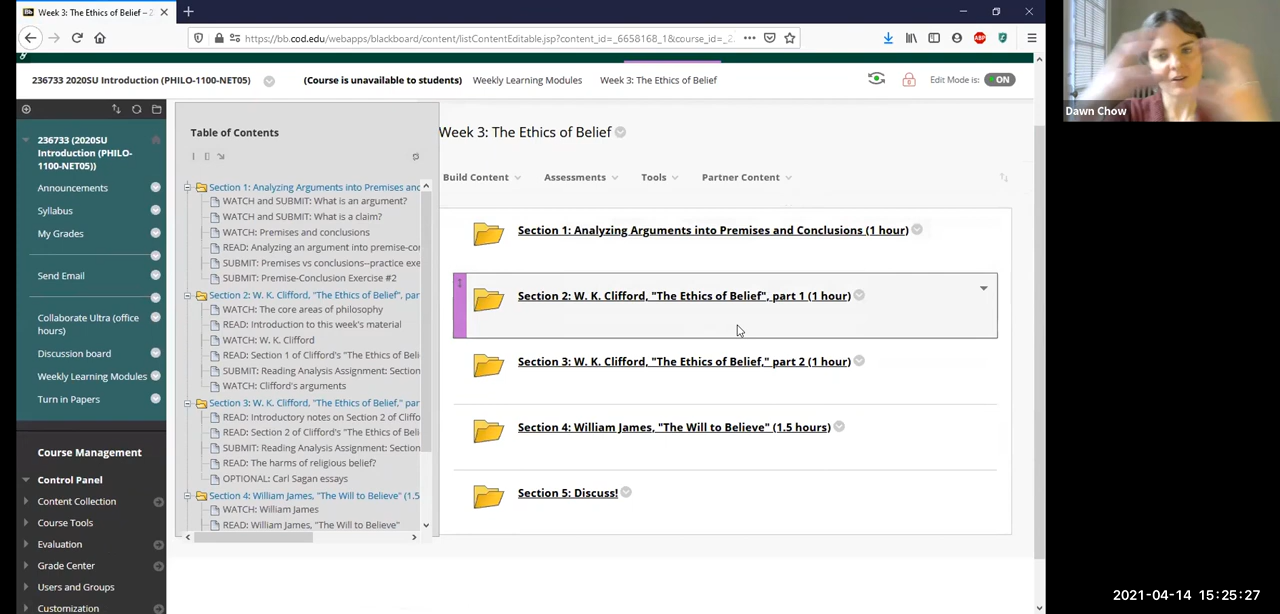 Week 3: The Ethics of Belief – 2
https://bb.cod.edu/webapps/blackboard/content/listContentEditable.jsp?content_id=_6658168_1&course_id=_2
ABP
236733 2020SU Introduction (PHILO-1100-NET05)
(Course is unavailable to students)
Weekly Learning Modules
Week 3: The Ethics of Belief
Edit Mode is:
ON
Dawn Chow
236733 (2020SU
Introduction (PHILO-
1100-NET05))
Announcements
Syllabus
My Grades
Send Email
Collaborate Ultra (office
hours)
Discussion board
Weekly Learning Modules
Turn in Papers
Course Management
Control Panel
Content Collection
Course Tools
Evaluation
Grade Center
Users and Groups
Customization
Table of Contents
Section 1: Analyzing Arguments into Premises and
WATCH and SUBMIT: What is an argument?
WATCH and SUBMIT: What is a claim?
WATCH: Premises and conclusions
READ: Analyzing an argument into premise-co
SUBMIT: Premises vs conclusions--practice exe
SUBMIT: Premise-Conclusion Exercise #2
Section 2: W. K. Clifford, "The Ethics of Belief", par
WATCH: The core areas of philosophy
READ: Introduction to this week's material
WATCH: W. K. Clifford
READ: Section 1 of Clifford's "The Ethics of Beli
SUBMIT: Reading Analysis Assignment: Section
WATCH: Clifford's arguments
Section 3: W. K. Clifford, "The Ethics of Belief," par
READ: Introductory notes on Section 2 of Cliffo
READ: Section 2 of Clifford's "The Ethics of Beli
SUBMIT: Reading Analysis Assignment: Section
READ: The harms of religious belief?
OPTIONAL: Carl Sagan essays
Section 4: William James, "The Will to Believe" (1.5
WATCH: William James
READ: William James, "The Will to Believe"
Week 3: The Ethics of Belief
Build Content
Assessments
Tools
Partner Content
Section 1: Analyzing Arguments into Premises and Conclusions (1 hour)
Section 2: W. K. Clifford, "The Ethics of Belief", part 1 (1 hour)
Section 3: W. K. Clifford, "The Ethics of Belief," part 2 (1 hour)
Section 4: William James, "The Will to Believe" (1.5 hours)
Section 5: Discuss!
2021-04-14 15:25:27